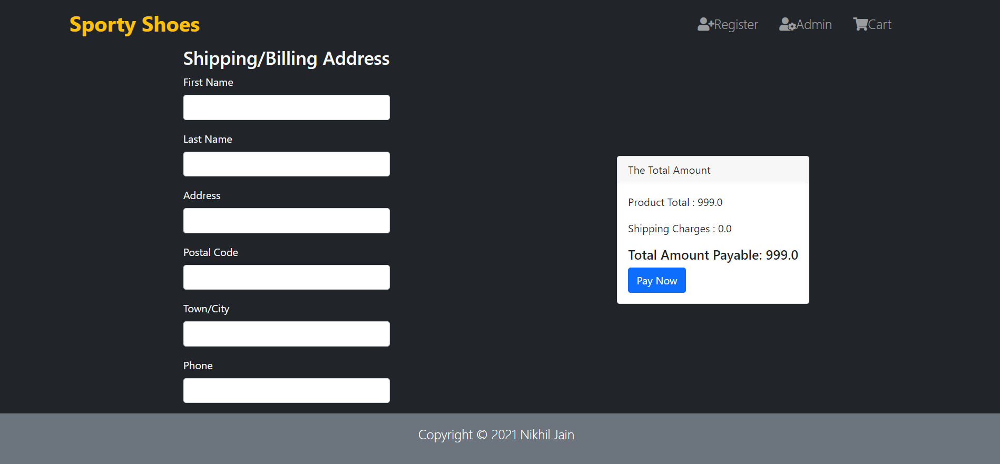 Sporty Shoes
Register
Admin
Cart
Shipping/Billing Address
First Name
Last Name
Address
Postal Code
Town/City
Phone
The Total Amount
Product Total : 999.0
Shipping Charges : 0.0
Total Amount Payable: 999.0
Pay Now
Copyright © 2021 Nikhil Jain